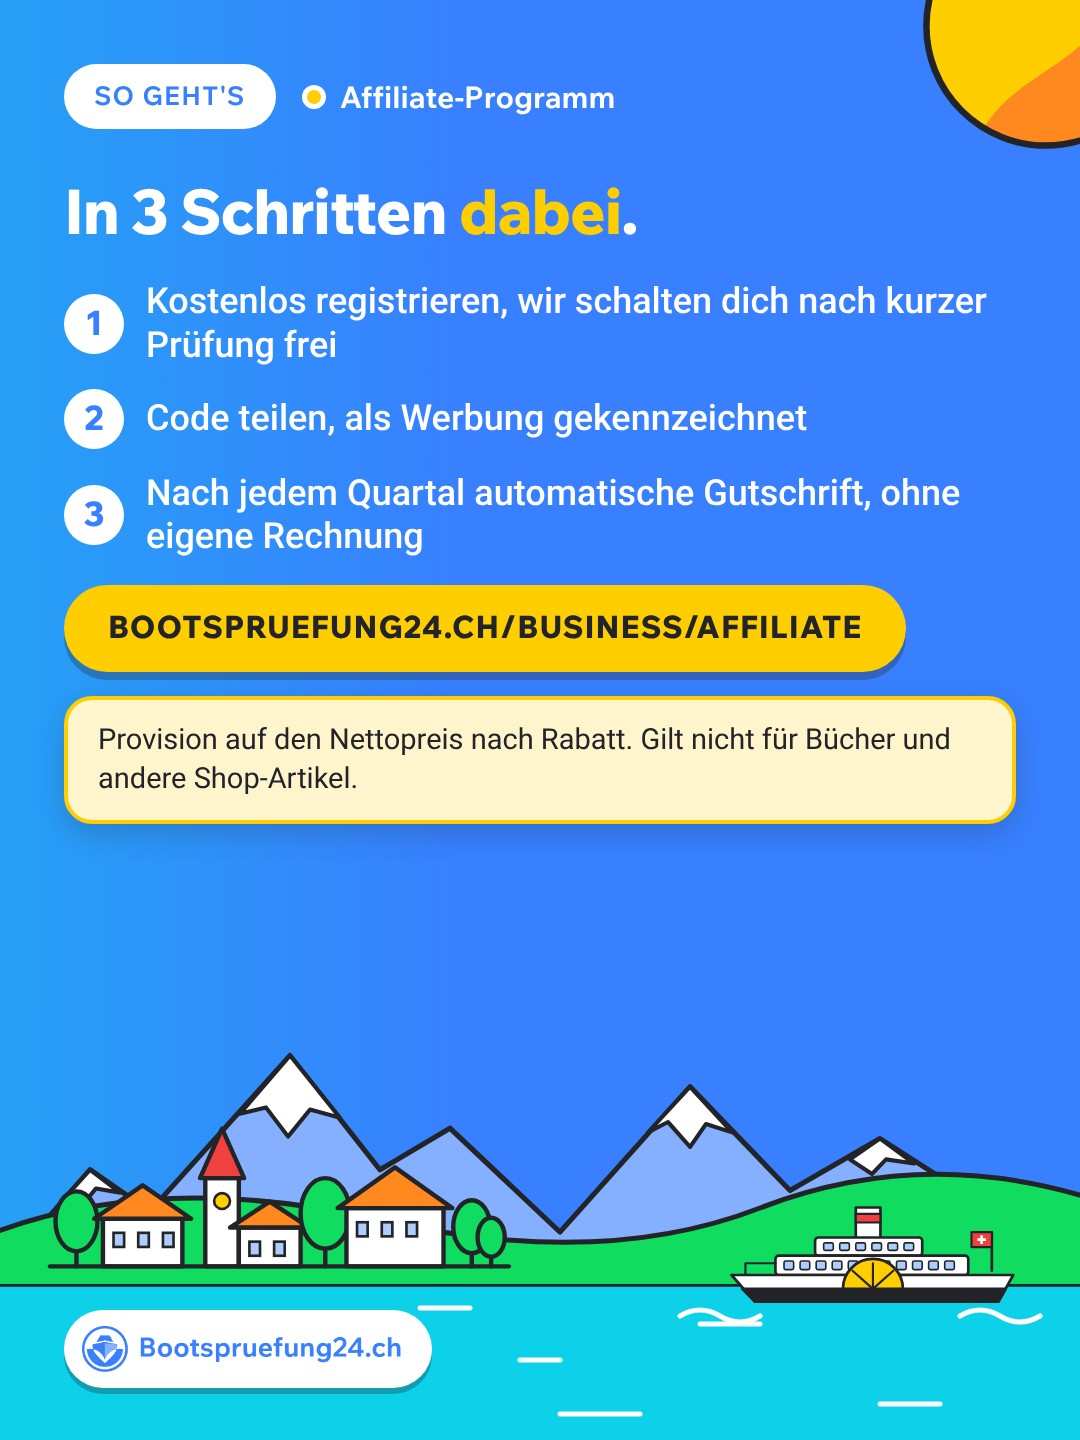 SO GEHT'S
Affiliate-Programm
In 3 Schritten dabei.
1
Kostenlos registrieren, wir schalten dich nach kurzer
Prüfung frei
2
Code teilen, als Werbung gekennzeichnet
3
Nach jedem Quartal automatische Gutschrift, ohne
eigene Rechnung
BOOTSPRUEFUNG24.CH/BUSINESS/AFFILIATE
Provision auf den Nettopreis nach Rabatt. Gilt nicht für Bücher und
andere Shop-Artikel.
Bootspruefung24.ch